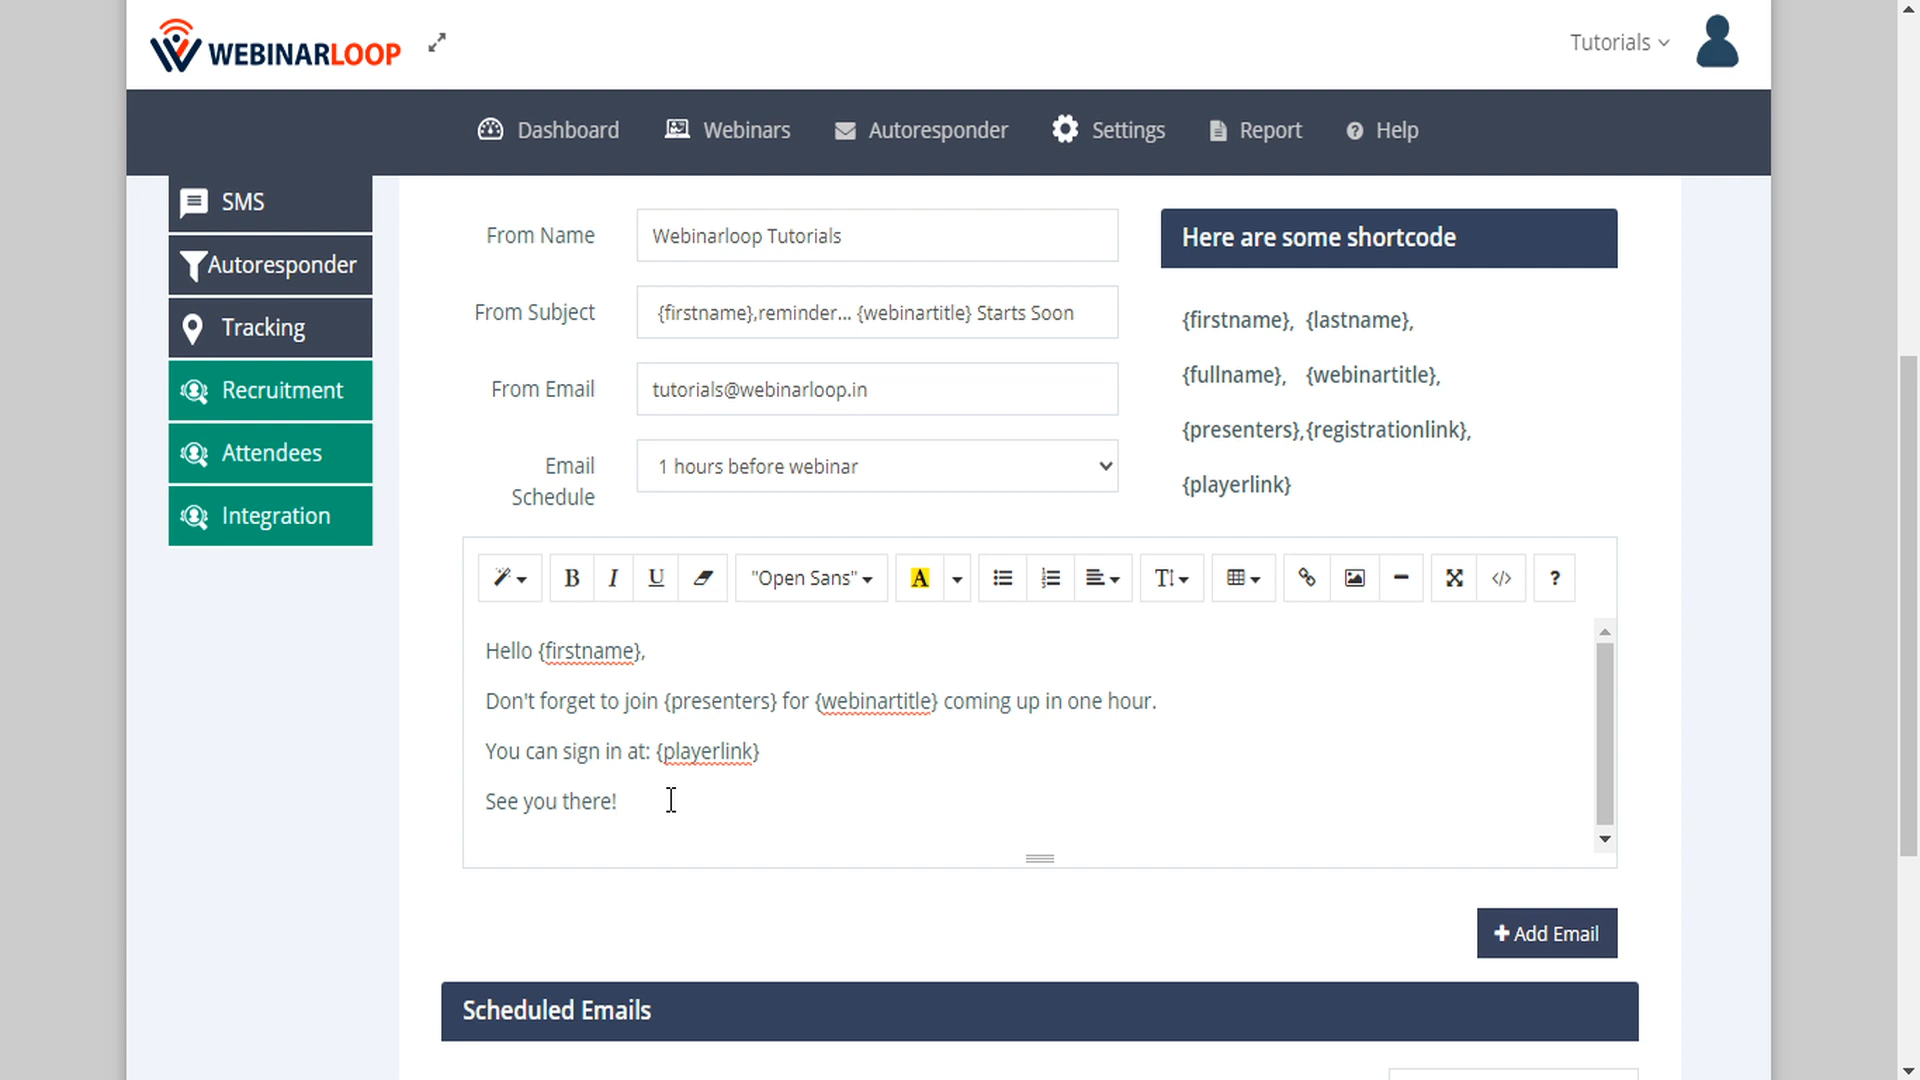 WEBINARLOOP
Tutorials
Dashboard
Webinars
Autoresponder
Settings
Report
Help
SMS
Autoresponder
Tracking
Recruitment
Attendees
Integration
From Name
Webinarloop Tutorials
From Subject
{firstname},reminder... {webinartitle} Starts Soon
From Email
tutorials@webinarloop.in
Email
Schedule
1 hours before webinar
Here are some shortcode
{firstname}, {lastname},
{fullname}, {webinartitle},
{presenters},{registrationlink},
{playerlink}
B I U "Open Sans" A T ?
Hello {firstname},
Don't forget to join {presenters} for {webinartitle} coming up in one hour.
You can sign in at: {playerlink}
See you there!
+ Add Email
Scheduled Emails